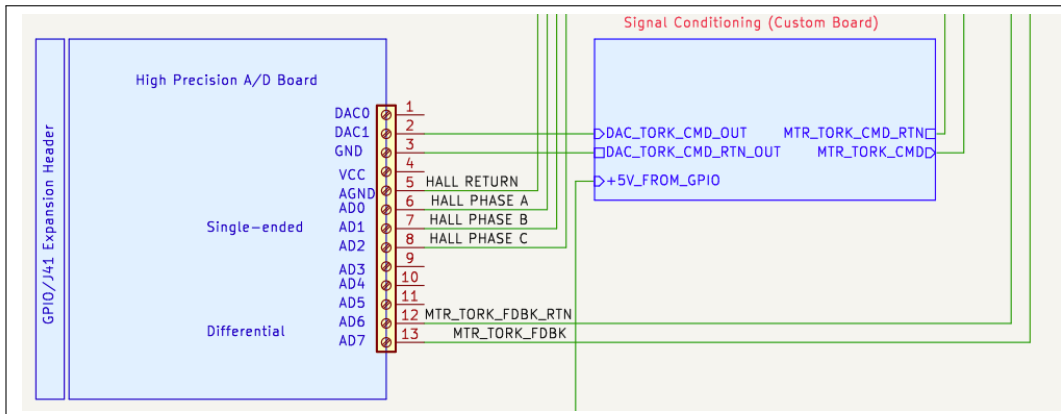 Signal Conditioning (Custom Board)
GPIO/J41 Expansion Header
High Precision A/D Board
DAC0 1
DAC1 2
GND 3
VCC 4
AGND 5 HALL RETURN
AD0 6 HALL PHASE A
Single-ended AD1 7 HALL PHASE B
AD2 8 HALL PHASE C
AD3 9
AD4 10
AD5 11
AD6 12 MTR_TORK_FDBK_RTN
Differential AD7 13 MTR_TORK_FDBK
DAC_TORK_CMD_OUT MTR_TORK_CMD_RTN
DAC_TORK_CMD_RTN_OUT MTR_TORK_CMD
+5V_FROM_GPIO